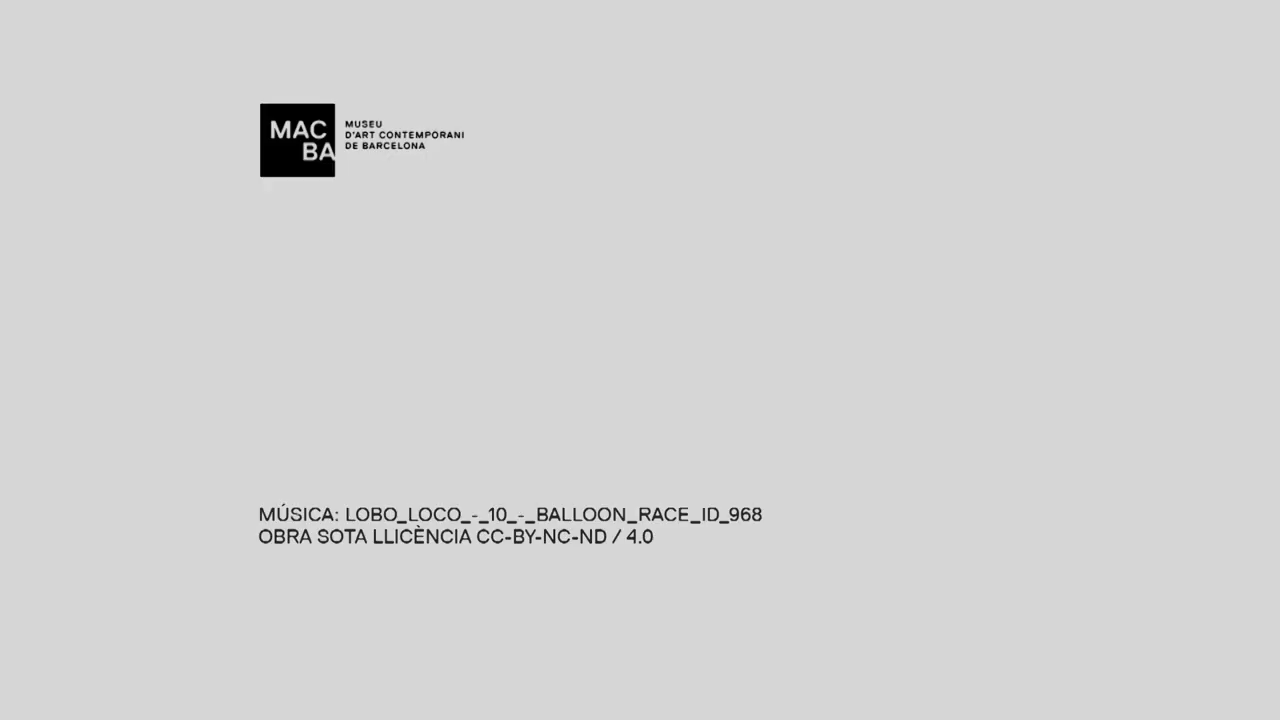 MAC
BA
MUSEU
D'ART CONTEMPORANI
DE BARCELONA
MÚSICA: LOBO_LOCO_-_10_-_BALLOON_RACE_ID_968
OBRA SOTA LLICÈNCIA CC-BY-NC-ND / 4.0